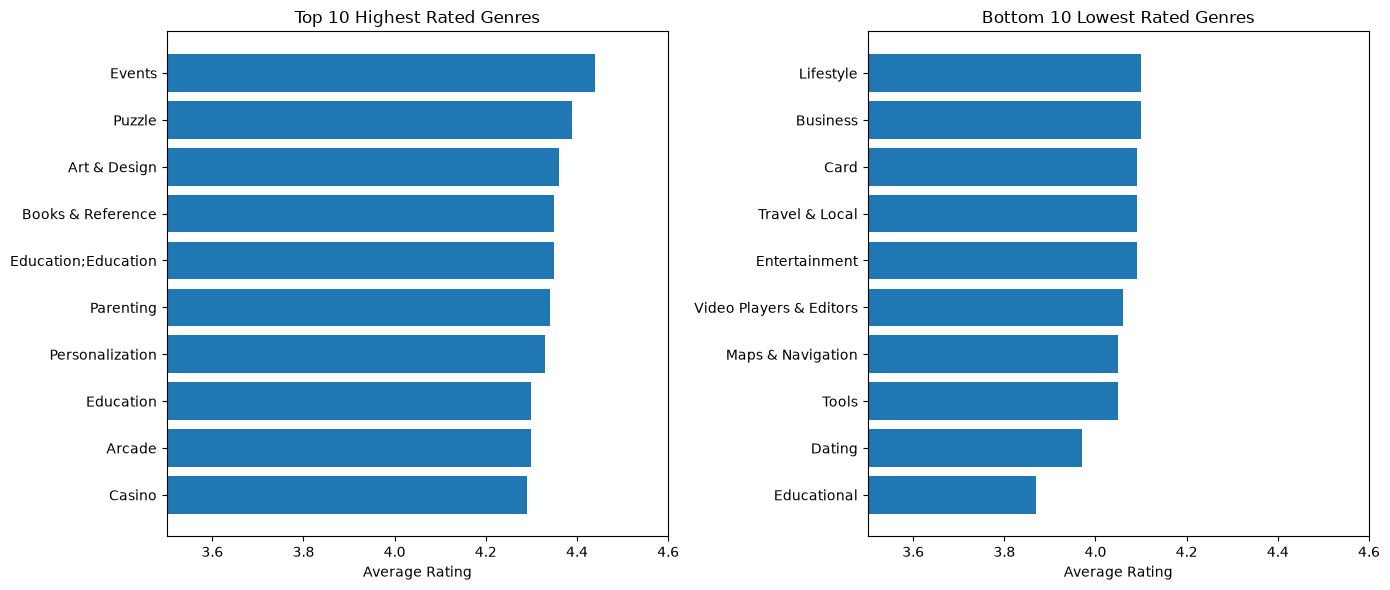 Top 10 Highest Rated Genres
Events
Puzzle
Art & Design
Books & Reference
Education;Education
Parenting
Personalization
Education
Arcade
Casino
3.6 3.8 4.0 4.2 4.4 4.6
Average Rating
Bottom 10 Lowest Rated Genres
Lifestyle
Business
Card
Travel & Local
Entertainment
Video Players & Editors
Maps & Navigation
Tools
Dating
Educational
3.6 3.8 4.0 4.2 4.4 4.6
Average Rating